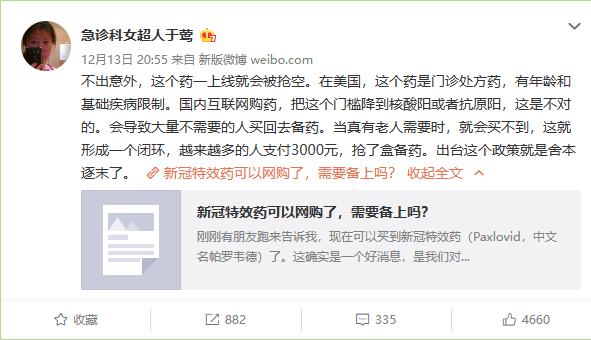 急诊科女超人于莺
12月13日 20:55 来自 新版微博 weibo.com
不出意外，这个药一上线就会被抢空。在美国，这个药是门诊处方药，有年龄和
基础疾病限制。国内互联网购药，把这个门槛降到核酸阳或者抗原阳，这是不对
的。会导致大量不需要的人买回去备药。当真有老人需要时，就会买不到，这就
形成一个闭环，越来越多的人支付3000元，抢了盒备药。出台这个政策就是舍本
逐末了。 新冠特效药可以网购了，需要备上吗？ 收起全文
新冠特效药可以网购了，需要备上吗？
刚刚有朋友跑来告诉我，现在可以买到新冠特效药（Paxlovid，中文
名帕罗韦德）了。这确实是一个好消息，是我们对...
收藏 882 335 4660